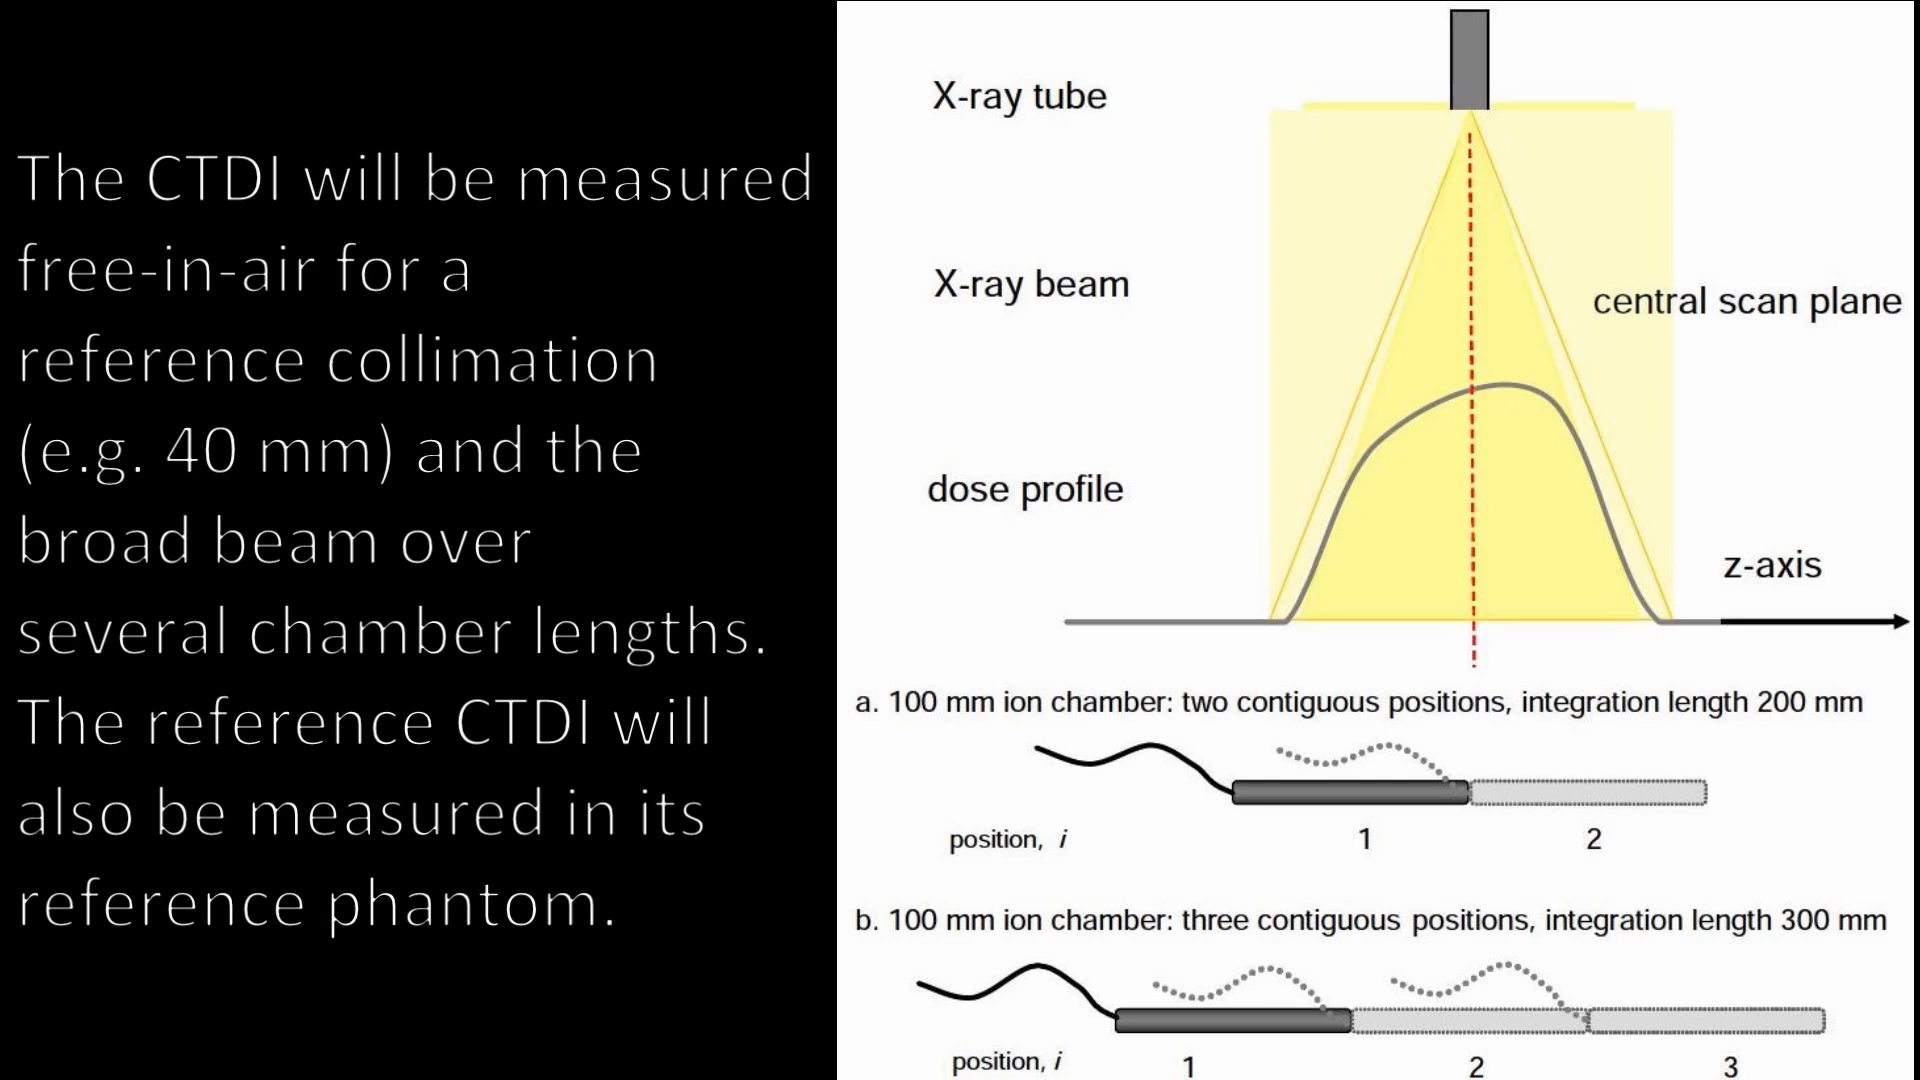 The CTDI will be measured
free-in-air for a
reference collimation
(e.g. 40 mm) and the
broad beam over
several chamber lengths.
The reference CTDI will
also be measured in its
reference phantom.
X-ray tube
X-ray beam
central scan plane
dose profile
z-axis
a. 100 mm ion chamber: two contiguous positions, integration length 200 mm
position, i 1 2
b. 100 mm ion chamber: three contiguous positions, integration length 300 mm
position, i 1 2 3